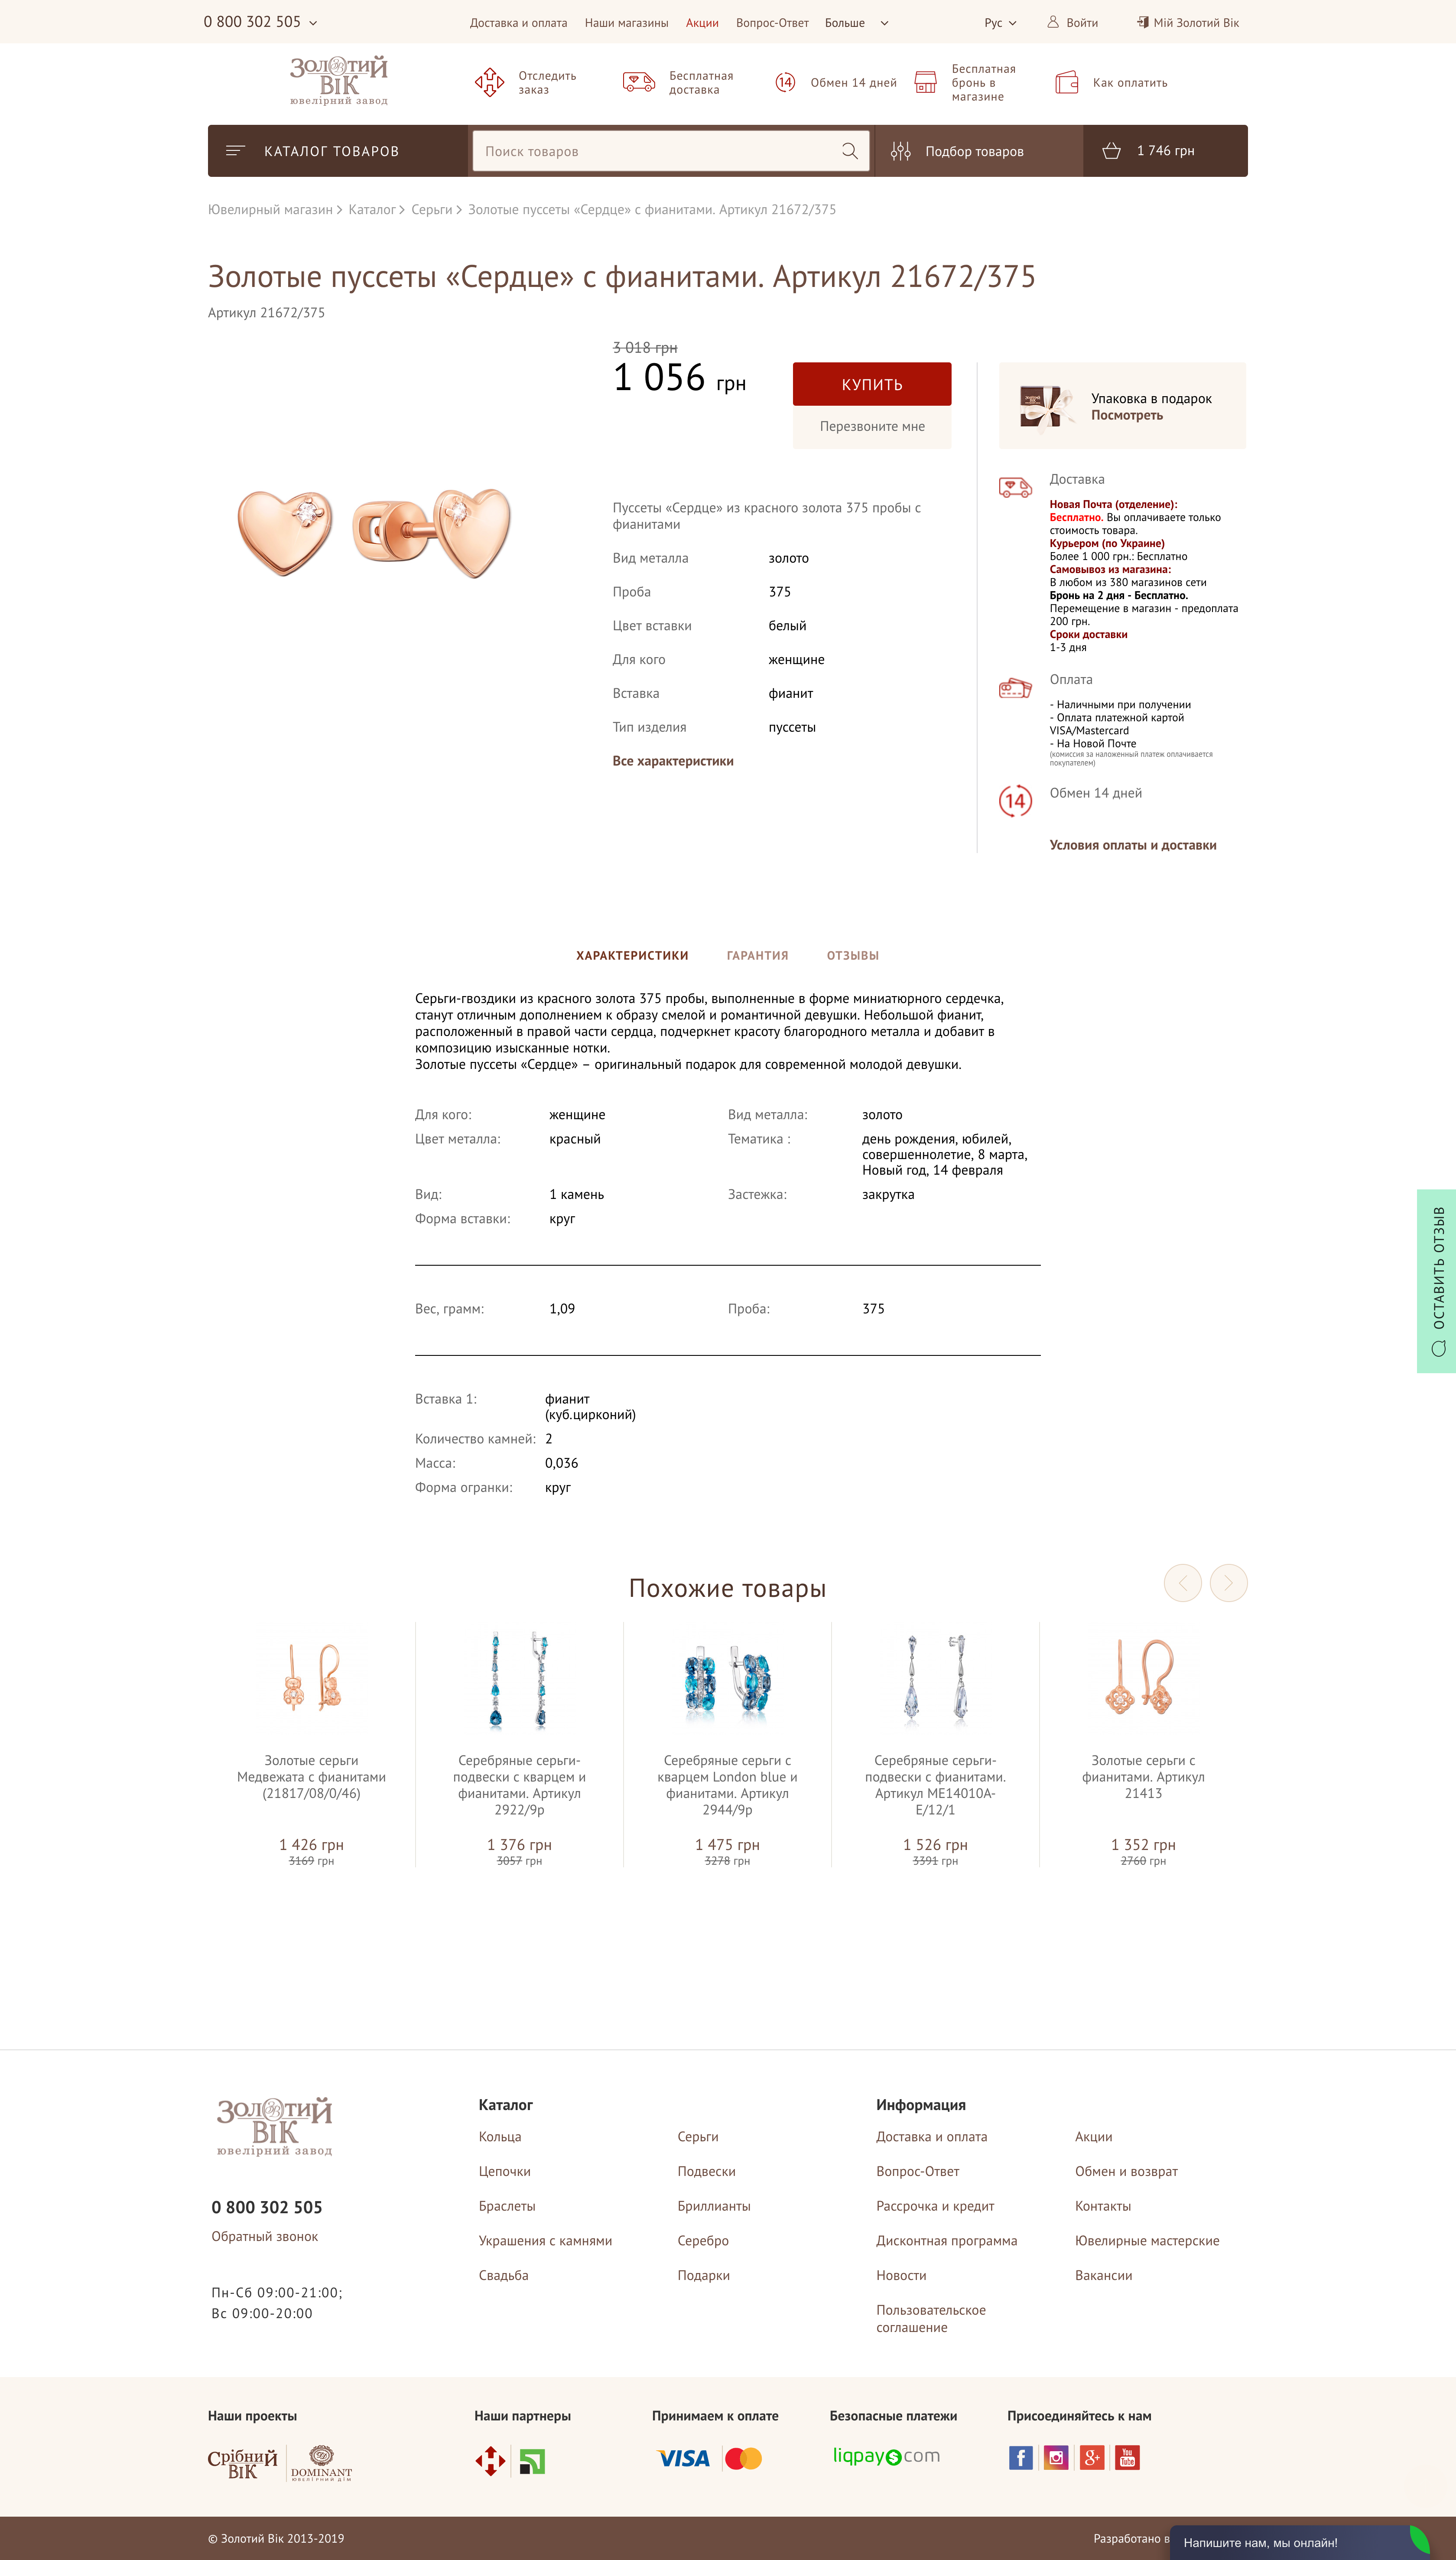 0 800 302 505
Доставка и оплата Наши магазины Акции Вопрос-Ответ Больше
Рус Войти Мій Золотий Вік
ЗОЛОТИЙ
ВІК
ювелірний завод
Отследить
заказ
Бесплатная
доставка
14 Обмен 14 дней
Бесплатная
бронь в
магазине
Как оплатить
КАТАЛОГ ТОВАРОВ
Поиск товаров
Подбор товаров
1 746 грн
Ювелирный магазин > Каталог > Серьги > Золотые пуссеты «Сердце» с фианитами. Артикул 21672/375
Золотые пуссеты «Сердце» с фианитами. Артикул 21672/375
Артикул 21672/375
3 018 грн
1 056 грн
КУПИТЬ
Перезвоните мне
Пуссеты «Сердце» из красного золота 375 пробы с
фианитами
Вид металла золото
Проба 375
Цвет вставки белый
Для кого женщине
Вставка фианит
Тип изделия пуссеты
Все характеристики
Упаковка в подарок
Посмотреть
Доставка
Новая Почта (отделение):
Бесплатно. Вы оплачиваете только
стоимость товара.
Курьером (по Украине)
Более 1 000 грн.: Бесплатно
Самовывоз из магазина:
В любом из 380 магазинов сети
Бронь на 2 дня - Бесплатно.
Перемещение в магазин - предоплата
200 грн.
Сроки доставки
1-3 дня
Оплата
- Наличными при получении
- Оплата платежной картой
VISA/Mastercard
- На Новой Почте
(комиссия за наложенный платеж оплачивается
покупателем)
14 Обмен 14 дней
Условия оплаты и доставки
ХАРАКТЕРИСТИКИ ГАРАНТИЯ ОТЗЫВЫ
Серьги-гвоздики из красного золота 375 пробы, выполненные в форме миниатюрного сердечка,
станут отличным дополнением к образу смелой и романтичной девушки. Небольшой фианит,
расположенный в правой части сердца, подчеркнет красоту благородного металла и добавит в
композицию изысканные нотки.
Золотые пуссеты «Сердце» – оригинальный подарок для современной молодой девушки.
Для кого: женщине Вид металла: золото
Цвет металла: красный Тематика : день рождения, юбилей,
совершеннолетие, 8 марта,
Новый год, 14 февраля
Вид: 1 камень Застежка: закрутка
Форма вставки: круг
Вес, грамм: 1,09 Проба: 375
Вставка 1: фианит
(куб.цирконий)
Количество камней: 2
Масса: 0,036
Форма огранки: круг
ОСТАВИТЬ ОТЗЫВ
Похожие товары
Золотые серьги
Медвежата с фианитами
(21817/08/0/46)
1 426 грн
3169 грн
Серебряные серьги-
подвески с кварцем и
фианитами. Артикул
2922/9р
1 376 грн
3057 грн
Серебряные серьги с
кварцем London blue и
фианитами. Артикул
2944/9р
1 475 грн
3278 грн
Серебряные серьги-
подвески с фианитами.
Артикул ME14010A-
E/12/1
1 526 грн
3391 грн
Золотые серьги с
фианитами. Артикул
21413
1 352 грн
2760 грн
ЗОЛОТИЙ
ВІК
ювелірний завод
0 800 302 505
Обратный звонок
Пн-Сб 09:00-21:00;
Вс 09:00-20:00
Каталог
Кольца Серьги
Цепочки Подвески
Браслеты Бриллианты
Украшения с камнями Серебро
Свадьба Подарки
Информация
Доставка и оплата Акции
Вопрос-Ответ Обмен и возврат
Рассрочка и кредит Контакты
Дисконтная программа Ювелирные мастерские
Новости Вакансии
Пользовательское
соглашение
Наши проекты
Срібний
Вік
DOMINANT
ЮВЕЛІРНИЙ ДІМ
Наши партнеры
Принимаем к оплате
VISA
Безопасные платежи
liqpay$com
Присоединяйтесь к нам
f
g+
You
Tube
© Золотий Вік 2013-2019
Разработано в
Напишите нам, мы онлайн!